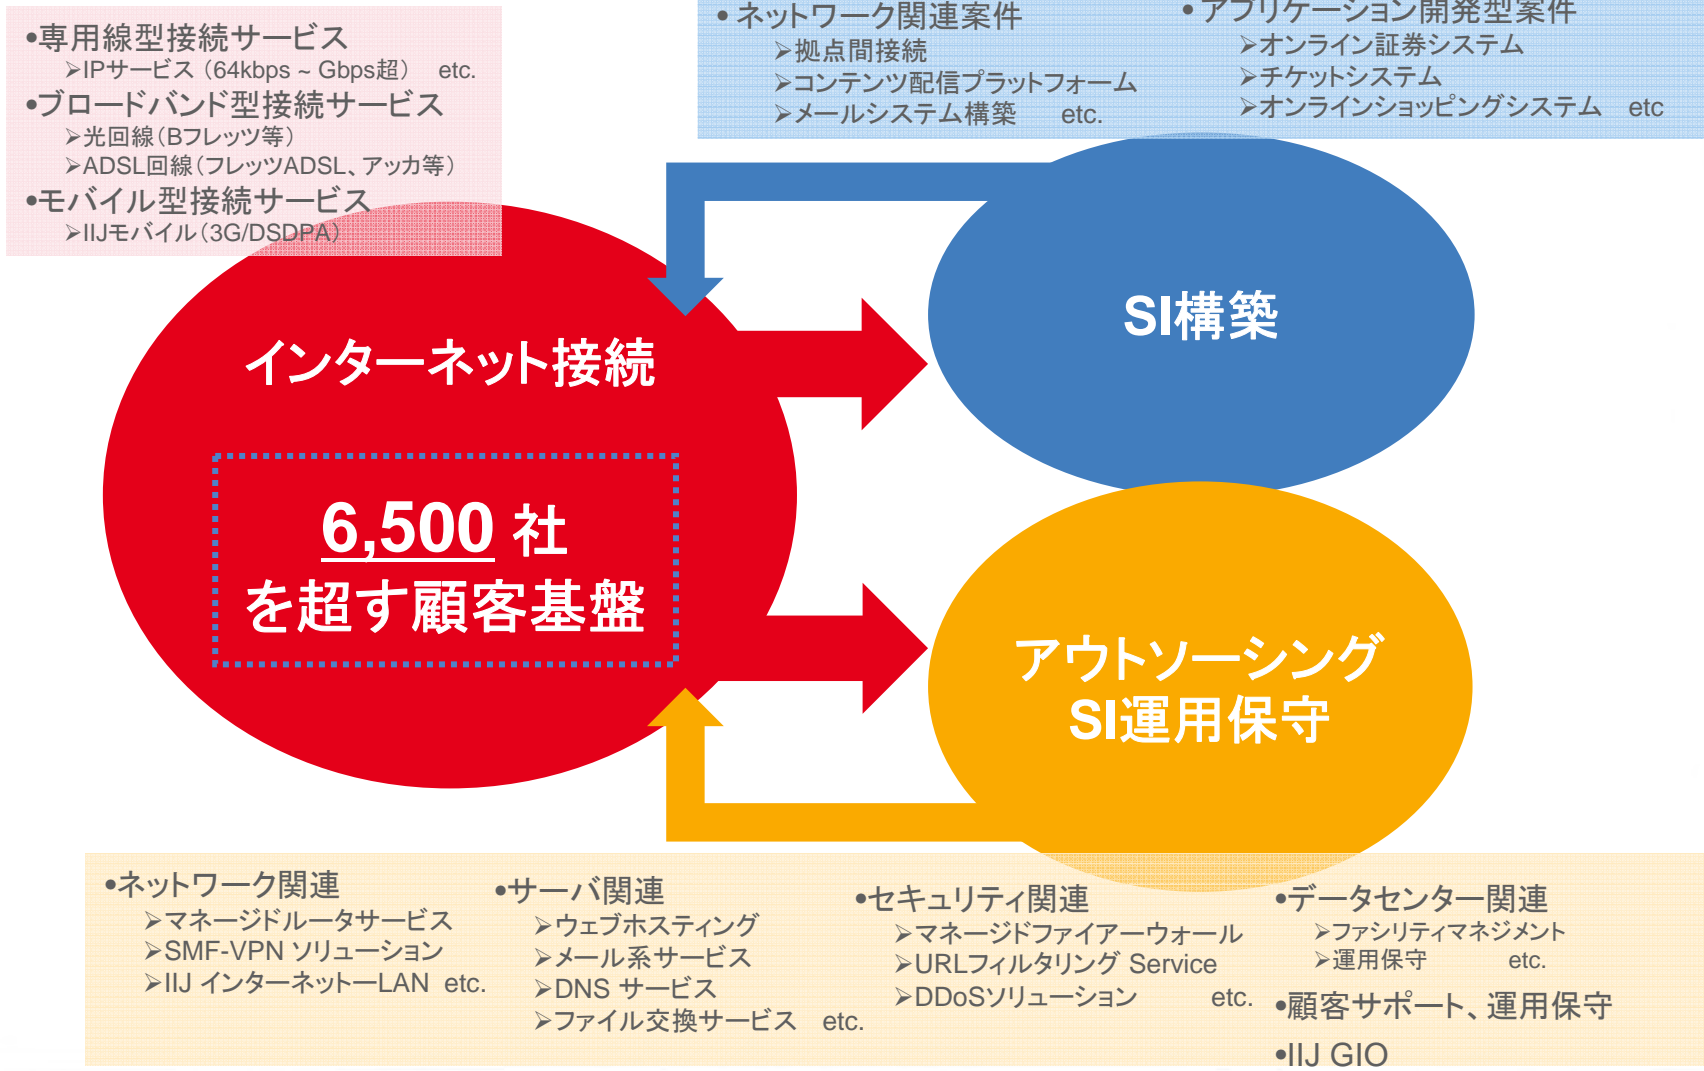 •専用線型接続サービス
➢IPサービス (64kbps ~ Gbps超) etc.
•ブロードバンド型接続サービス
➢光回線(Bフレッツ等)
➢ADSL回線(フレッツADSL、アッカ等)
•モバイル型接続サービス
➢IIJモバイル(3G/DSDPA)
•ネットワーク関連案件
➢拠点間接続
➢コンテンツ配信プラットフォーム
➢メールシステム構築 etc.
•アプリケーション開発型案件
➢オンライン証券システム
➢チケットシステム
➢オンラインショッピングシステム etc
インターネット接続
6,500 社
を超す顧客基盤
SI構築
アウトソーシング
SI運用保守
•ネットワーク関連
➢マネージドルータサービス
➢SMF-VPN ソリューション
➢IIJ インターネットーLAN etc.
•サーバ関連
➢ウェブホスティング
➢メール系サービス
➢DNS サービス
➢ファイル交換サービス etc.
•セキュリティ関連
➢マネージドファイアーウォール
➢URLフィルタリング Service
➢DDoSソリューション etc.
•データセンター関連
➢ファシリティマネジメント
➢運用保守 etc.
•顧客サポート、運用保守
•IIJ GIO